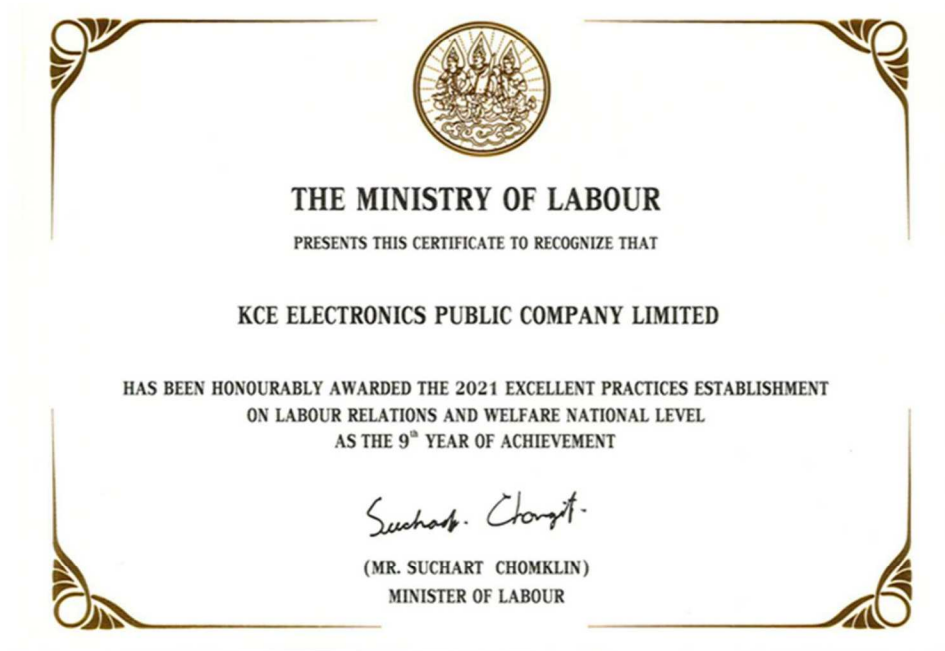 THE MINISTRY OF LABOUR
PRESENTS THIS CERTIFICATE TO RECOGNIZE THAT
KCE ELECTRONICS PUBLIC COMPANY LIMITED
HAS BEEN HONOURABLY AWARDED THE 2021 EXCELLENT PRACTICES ESTABLISHMENT
ON LABOUR RELATIONS AND WELFARE NATIONAL LEVEL
AS THE 9th YEAR OF ACHIEVEMENT
(MR. SUCHART CHOMKLIN)
MINISTER OF LABOUR